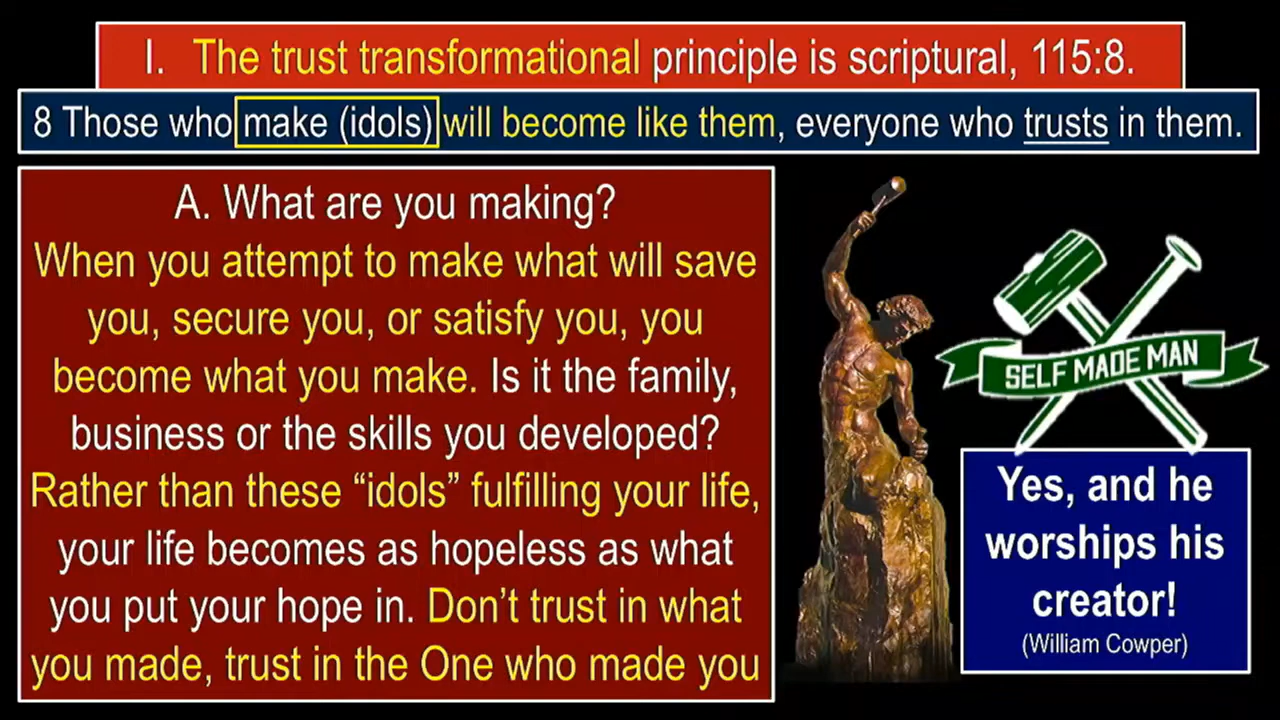 I. The trust transformational principle is scriptural, 115:8.
8 Those who make (idols) will become like them, everyone who trusts in them.
A. What are you making?
When you attempt to make what will save
you, secure you, or satisfy you, you
become what you make. Is it the family,
business or the skills you developed?
Rather than these “idols” fulfilling your life,
your life becomes as hopeless as what
you put your hope in. Don’t trust in what
you made, trust in the One who made you
SELF MADE MAN
Yes, and he
worships his
creator!
(William Cowper)